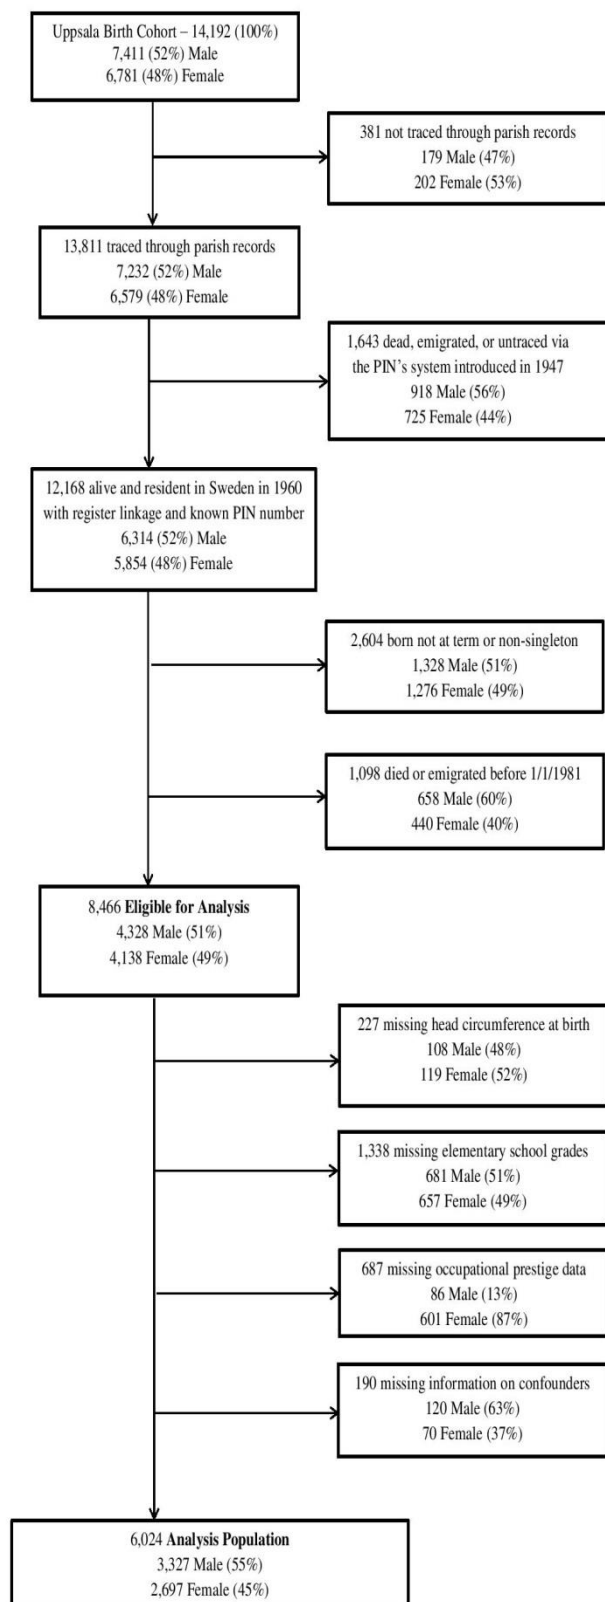 Uppsala Birth Cohort – 14,192 (100%)
7,411 (52%) Male
6,781 (48%) Female
381 not traced through parish records
179 Male (47%)
202 Female (53%)
13,811 traced through parish records
7,232 (52%) Male
6,579 (48%) Female
1,643 dead, emigrated, or untraced via
the PIN’s system introduced in 1947
918 Male (56%)
725 Female (44%)
12,168 alive and resident in Sweden in 1960
with register linkage and known PIN number
6,314 (52%) Male
5,854 (48%) Female
2,604 born not at term or non-singleton
1,328 Male (51%)
1,276 Female (49%)
1,098 died or emigrated before 1/1/1981
658 Male (60%)
440 Female (40%)
8,466 Eligible for Analysis
4,328 Male (51%)
4,138 Female (49%)
227 missing head circumference at birth
108 Male (48%)
119 Female (52%)
1,338 missing elementary school grades
681 Male (51%)
657 Female (49%)
687 missing occupational prestige data
86 Male (13%)
601 Female (87%)
190 missing information on confounders
120 Male (63%)
70 Female (37%)
6,024 Analysis Population
3,327 Male (55%)
2,697 Female (45%)